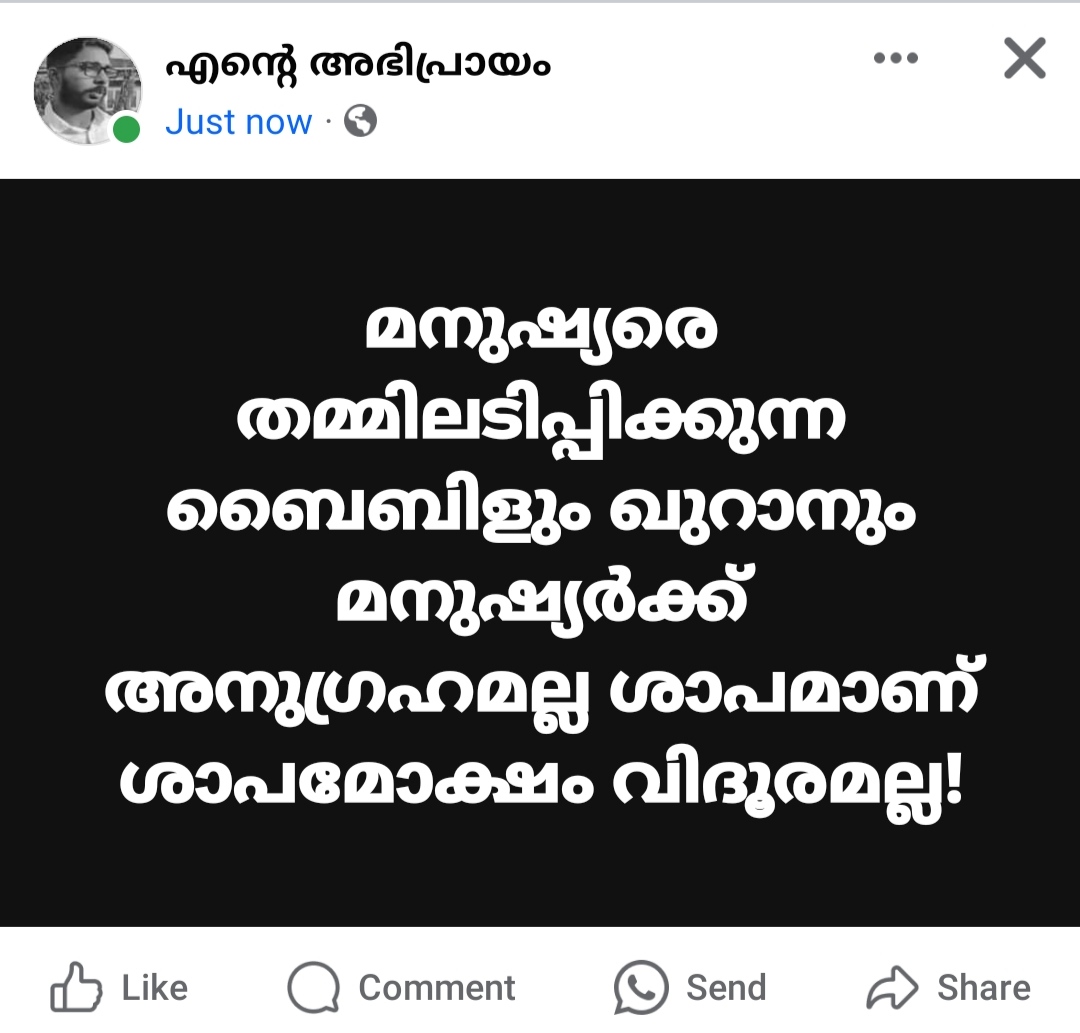 എന്റെ അഭിപ്രായം
Just now ·
മനുഷ്യരെ
തമ്മിലടിപ്പിക്കുന്ന
ബൈബിളും ഖുറാനും
മനുഷ്യർക്ക്
അനുഗ്രഹമല്ല ശാപമാണ്
ശാപമോക്ഷം വിദൂരമല്ല!
Like Comment Send Share